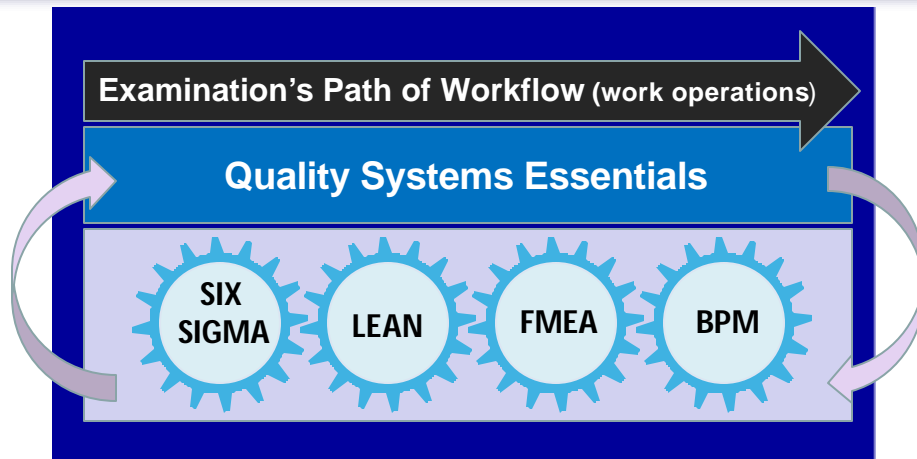 Examination’s Path of Workflow (work operations)
Quality Systems Essentials
SIX
SIGMA
LEAN
FMEA
BPM